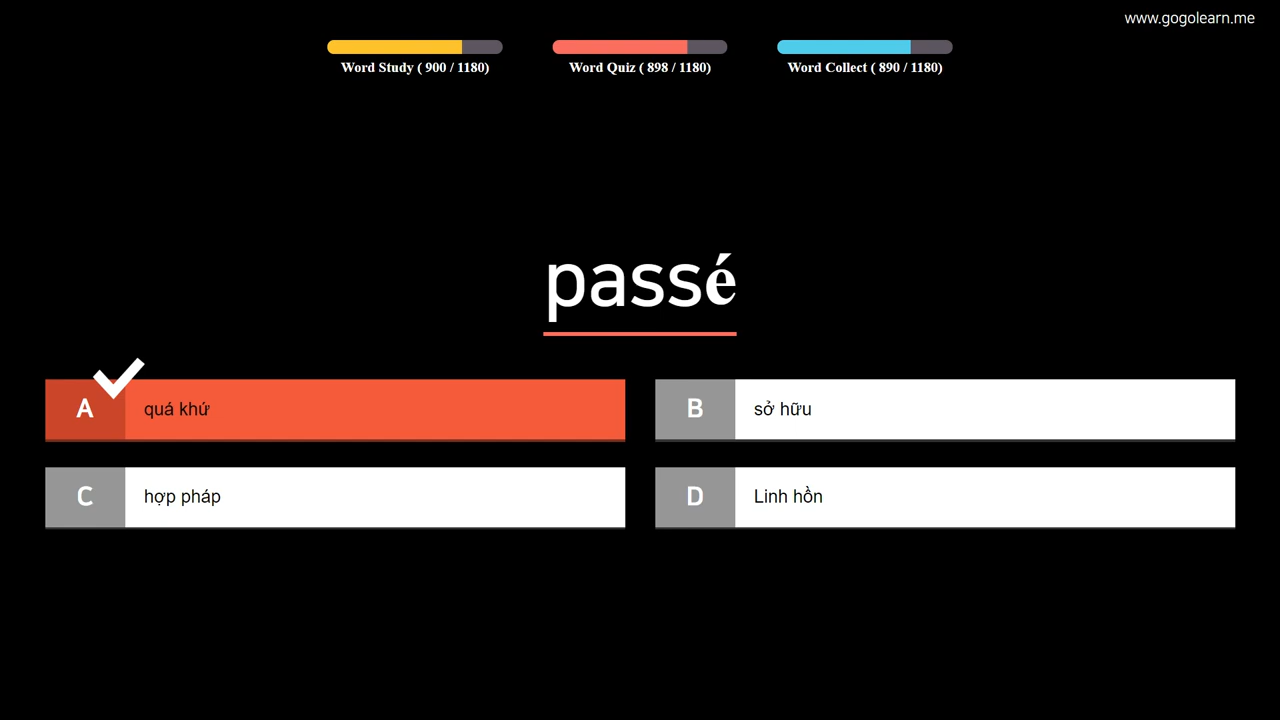 www.gogolearn.me
Word Study ( 900 / 1180)
Word Quiz ( 898 / 1180)
Word Collect ( 890 / 1180)
passé
A quá khứ
B sở hữu
C hợp pháp
D Linh hồn